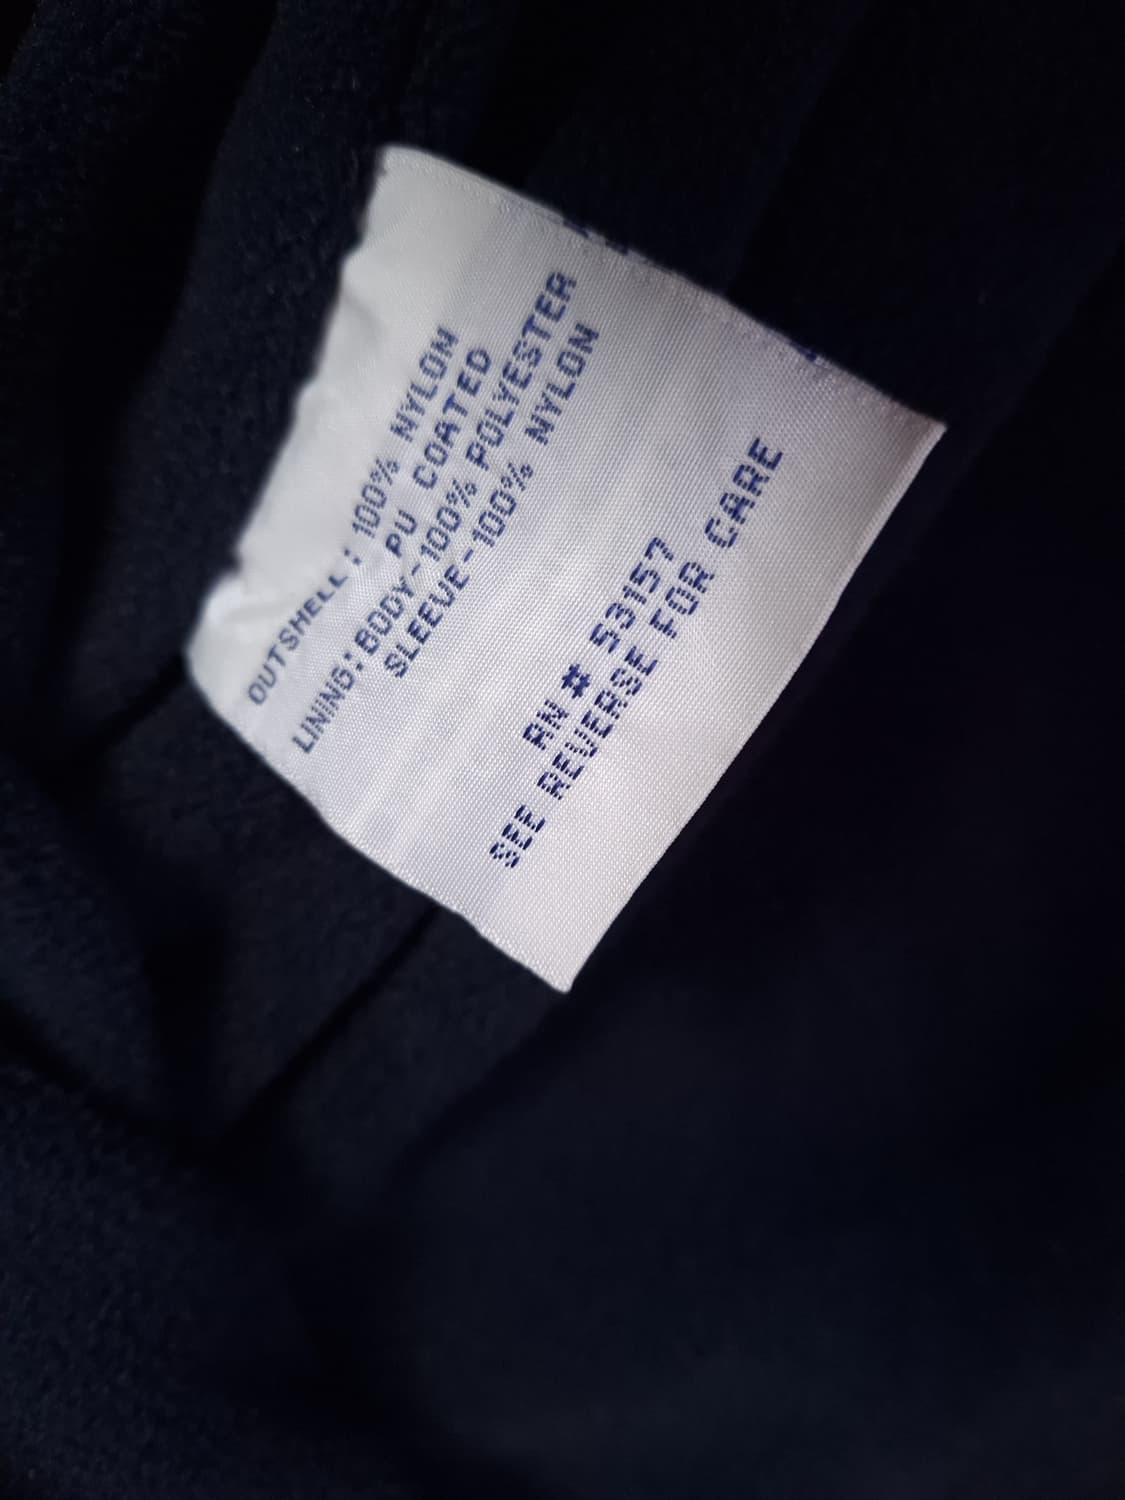 OUTSHELL: 100% NYLON
PU COATED
LINING: BODY-100% POLYESTER
SLEEVE-100% NYLON
RN # 53157
SEE REVERSE FOR CARE